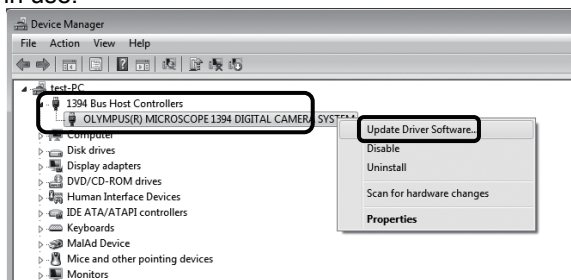 in use.
Device Manager
File Action View Help
test-PC
1394 Bus Host Controllers
OLYMPUS(R) MICROSCOPE 1394 DIGITAL CAMERA SYSTEM
Update Driver Software...
Computer
Disable
Disk drives
Uninstall
Display adapters
DVD/CD-ROM drives
Scan for hardware changes
Human Interface Devices
IDE ATA/ATAPI controllers
Properties
Keyboards
MalAd Device
Mice and other pointing devices
Monitors